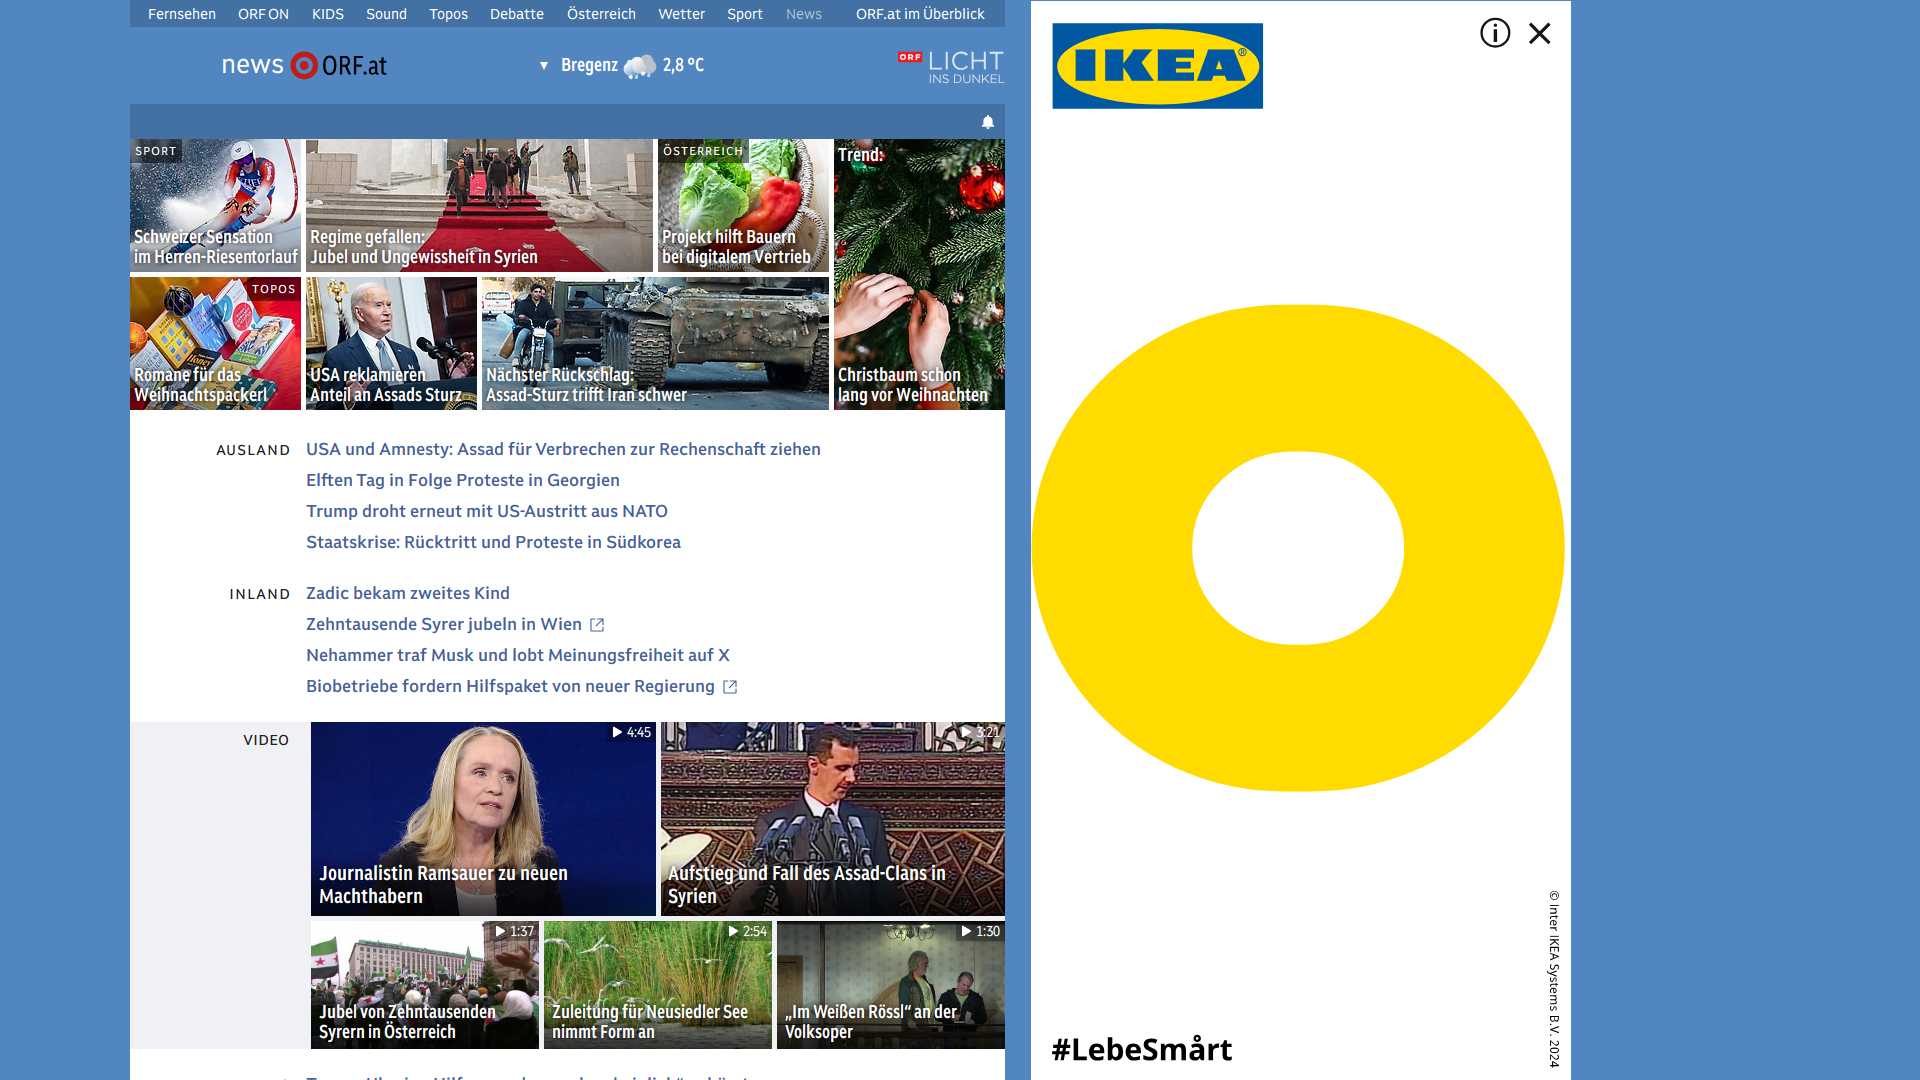 Fernsehen ORF ON KIDS Sound Topos Debatte Österreich Wetter Sport News ORF.at im Überblick
news ORF.at
Bregenz 2,8 °C
ORF LICHT
INS DUNKEL
SPORT
Schweizer Sensation
im Herren-Riesentorlauf
Regime gefallen:
Jubel und Ungewissheit in Syrien
ÖSTERREICH
Projekt hilft Bauern
bei digitalem Vertrieb
Trend:
Christbaum schon
lang vor Weihnachten
TOPOS
Romane für das
Weihnachtspackerl
USA reklamieren
Anteil an Assads Sturz
Nächster Rückschlag:
Assad-Sturz trifft Iran schwer
AUSLAND
USA und Amnesty: Assad für Verbrechen zur Rechenschaft ziehen
Elften Tag in Folge Proteste in Georgien
Trump droht erneut mit US-Austritt aus NATO
Staatskrise: Rücktritt und Proteste in Südkorea
INLAND
Zadic bekam zweites Kind
Zehntausende Syrer jubeln in Wien
Nehammer traf Musk und lobt Meinungsfreiheit auf X
Biobetriebe fordern Hilfspaket von neuer Regierung
VIDEO
4:45
Journalistin Ramsauer zu neuen
Machthabern
3:21
Aufstieg und Fall des Assad-Clans in
Syrien
1:37
Jubel von Zehntausenden
Syrern in Österreich
2:54
Zuleitung für Neusiedler See
nimmt Form an
1:30
„Im Weißen Rössl“ an der
Volksoper
IKEA®
#LebeSmårt
© Inter IKEA Systems B.V. 2024